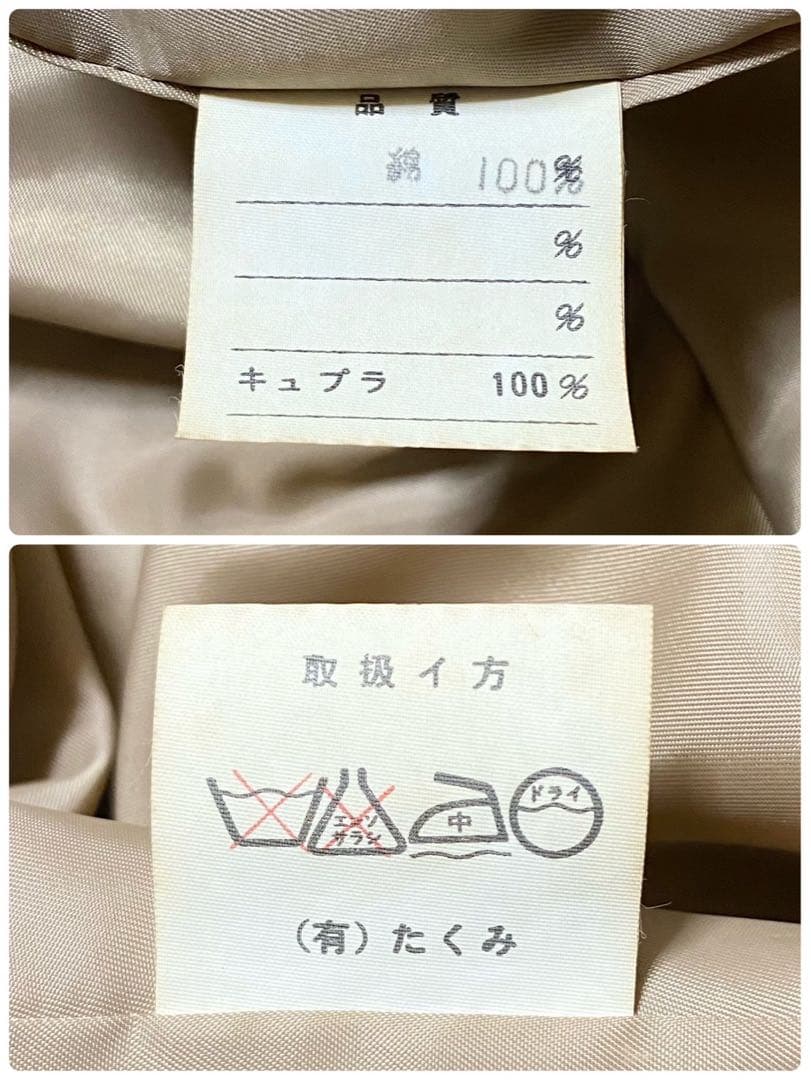 品質
綿 100%
%
%
キュプラ 100%
取扱イ方
エンソ
サラシ
中
ドライ
(有)たくみ